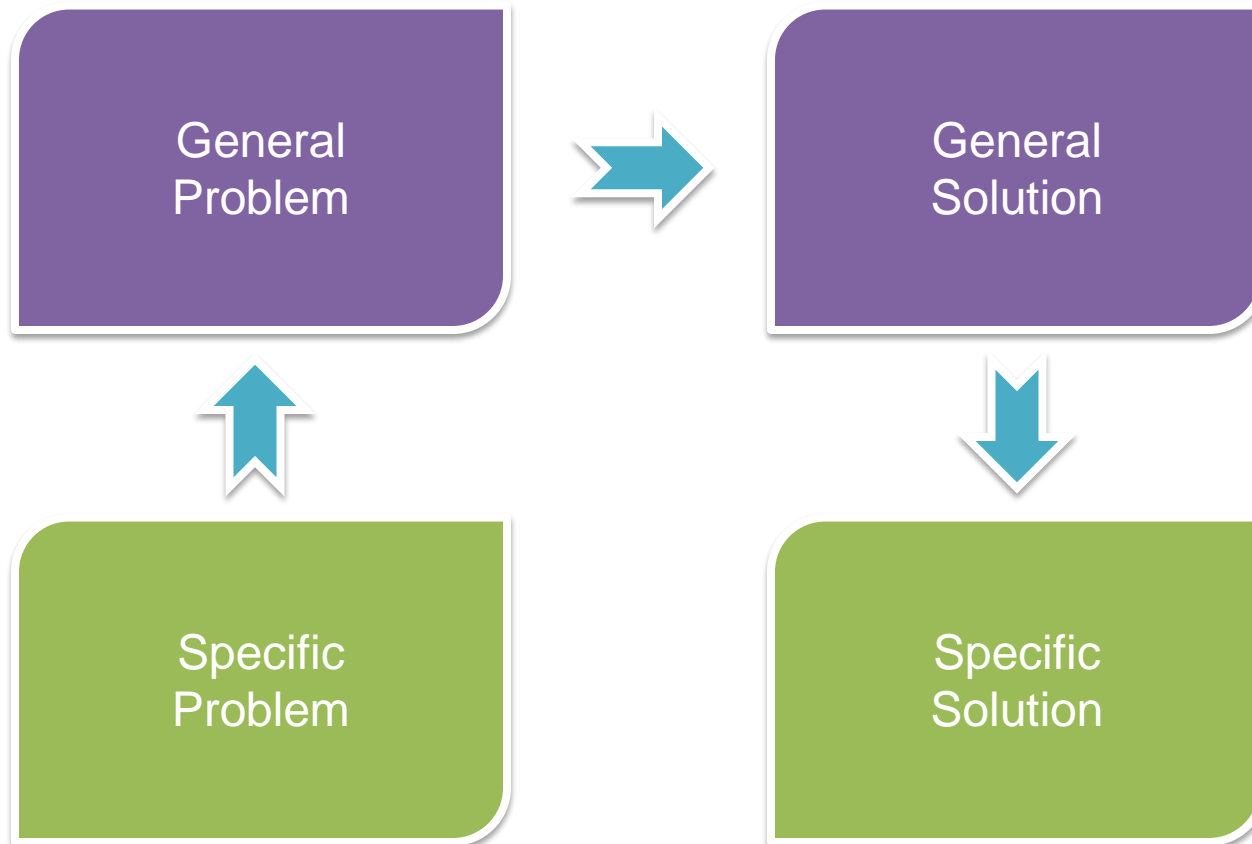 General
Problem
General
Solution
Specific
Problem
Specific
Solution